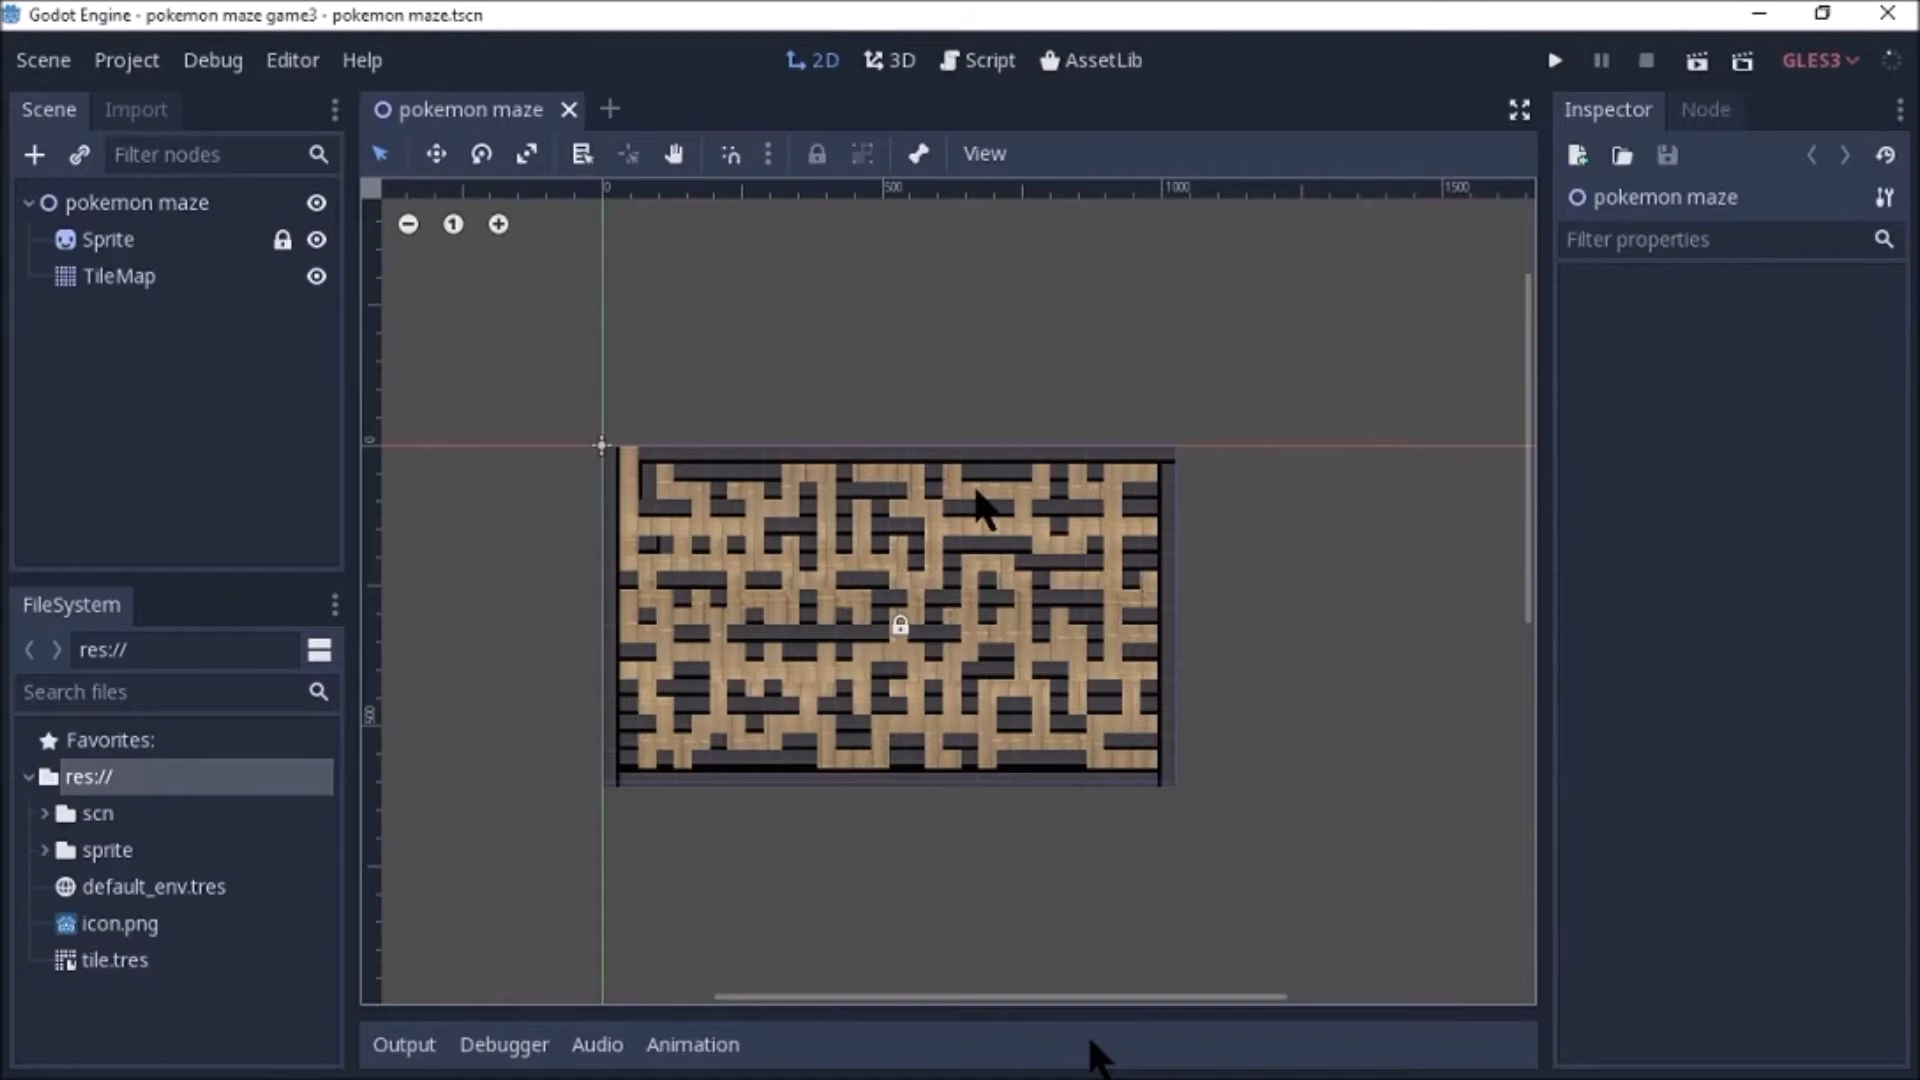 Godot Engine - pokemon maze game3 - pokemon maze.tscn
Scene Project Debug Editor Help
2D 3D Script AssetLib
GLES3
Scene Import
pokemon maze
Inspector Node
Filter nodes
View
pokemon maze
Sprite
TileMap
0 500 1000 1500
0
500
1
pokemon maze
Filter properties
FileSystem
res://
Search files
Favorites:
res://
scn
sprite
default_env.tres
icon.png
tile.tres
Output Debugger Audio Animation